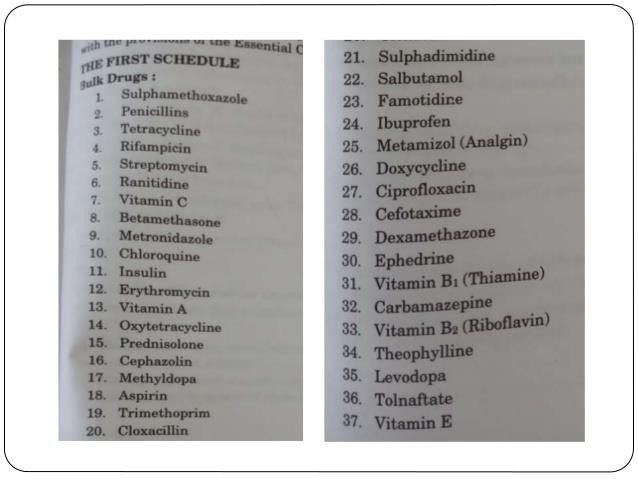 with the provisions of the Essential C
THE FIRST SCHEDULE
Bulk Drugs :
1. Sulphamethoxazole
2. Penicillins
3. Tetracycline
4. Rifampicin
5. Streptomycin
6. Ranitidine
7. Vitamin C
8. Betamethasone
9. Metronidazole
10. Chloroquine
11. Insulin
12. Erythromycin
13. Vitamin A
14. Oxytetracycline
15. Prednisolone
16. Cephazolin
17. Methyldopa
18. Aspirin
19. Trimethoprim
20. Cloxacillin
21. Sulphadimidine
22. Salbutamol
23. Famotidine
24. Ibuprofen
25. Metamizol (Analgin)
26. Doxycycline
27. Ciprofloxacin
28. Cefotaxime
29. Dexamethazone
30. Ephedrine
31. Vitamin B₁ (Thiamine)
32. Carbamazepine
33. Vitamin B₂ (Riboflavin)
34. Theophylline
35. Levodopa
36. Tolnaftate
37. Vitamin E